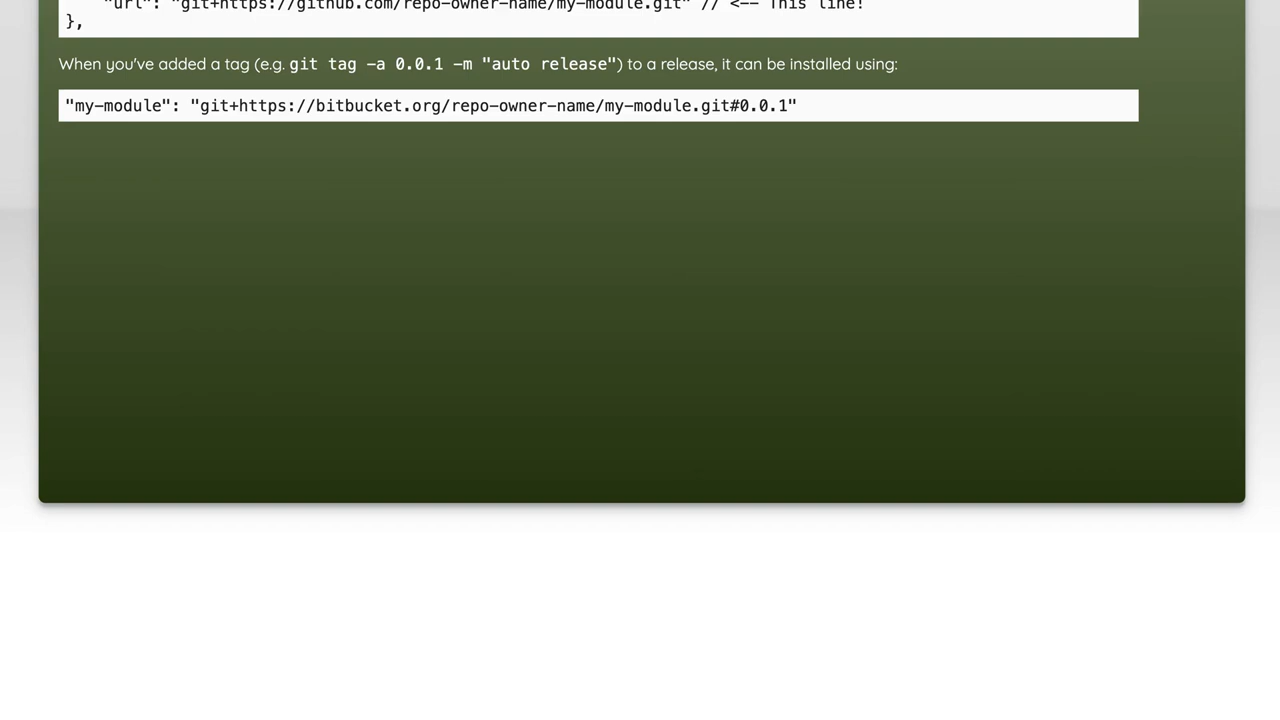 "url": "git+https://github.com/repo-owner-name/my-module.git" // <-- This line!
},
When you've added a tag (e.g. git tag -a 0.0.1 -m "auto release") to a release, it can be installed using:
"my-module": "git+https://bitbucket.org/repo-owner-name/my-module.git#0.0.1"